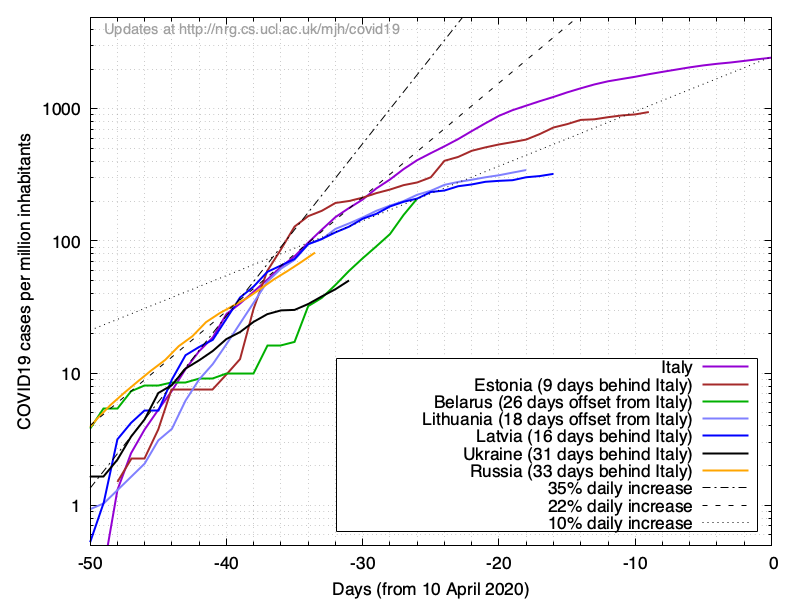 Updates at http://nrg.cs.ucl.ac.uk/mjh/covid19
COVID19 cases per million inhabitants
1000
100
10
1
Italy
Estonia (9 days behind Italy)
Belarus (26 days offset from Italy)
Lithuania (18 days offset from Italy)
Latvia (16 days behind Italy)
Ukraine (31 days behind Italy)
Russia (33 days behind Italy)
35% daily increase
22% daily increase
10% daily increase
-50 -40 -30 -20 -10 0
Days (from 10 April 2020)